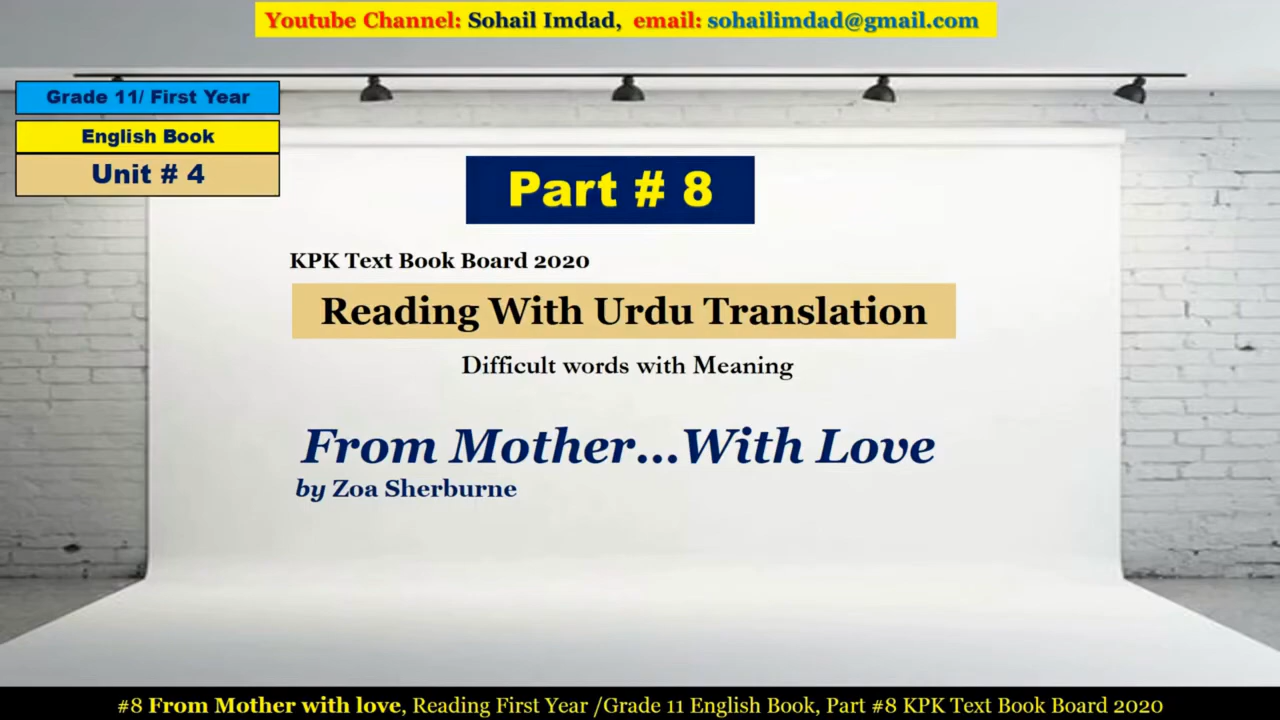 Youtube Channel: Sohail Imdad, email: sohailimdad@gmail.com
Grade 11/ First Year
English Book
Unit # 4
Part # 8
KPK Text Book Board 2020
Reading With Urdu Translation
Difficult words with Meaning
From Mother...With Love
by Zoa Sherburne
#8 From Mother with love, Reading First Year /Grade 11 English Book, Part #8 KPK Text Book Board 2020